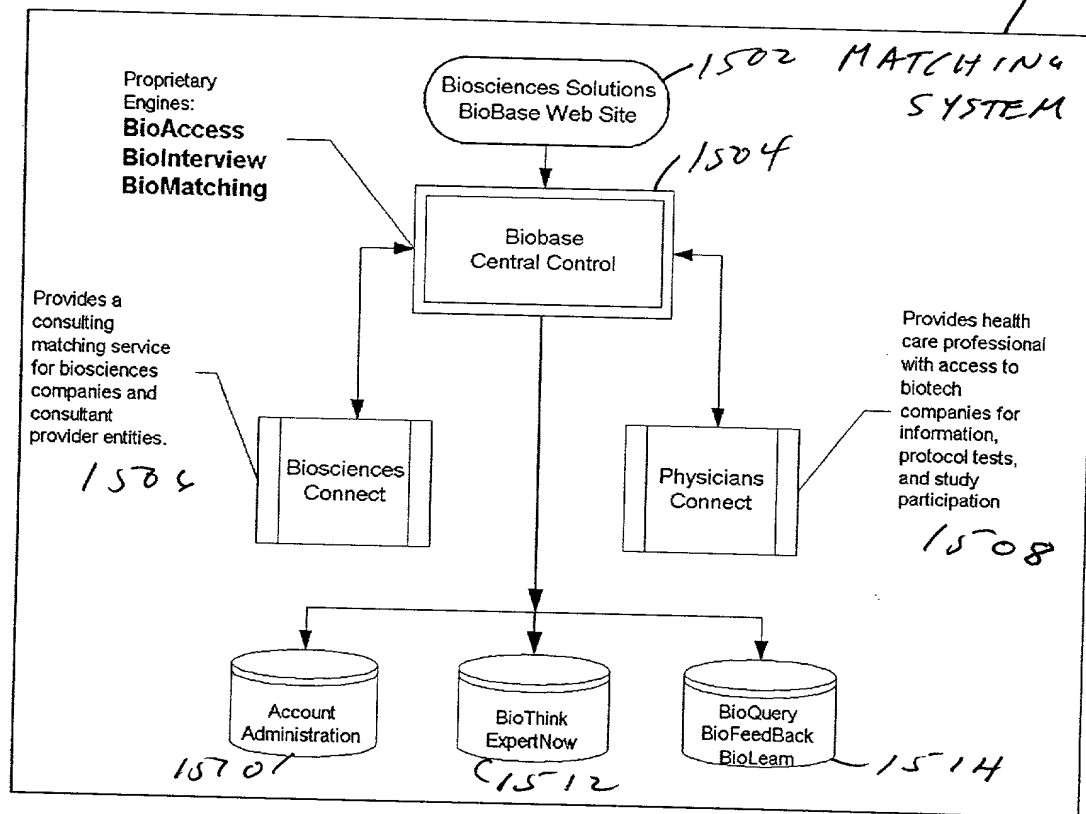 Proprietary
Engines:
BioAccess
BioInterview
BioMatching
Biosciences Solutions
BioBase Web Site
1502 MATCHING
SYSTEM
1504
Biobase
Central Control
Provides a
consulting
matching service
for biosciences
companies and
consultant
provider entities.
1506
Biosciences
Connect
Physicians
Connect
Provides health
care professional
with access to
biotech
companies for
information,
protocol tests,
and study
participation
1508
Account
Administration
1510
BioThink
ExpertNow
1512
BioQuery
BioFeedBack
BioLearn
1514